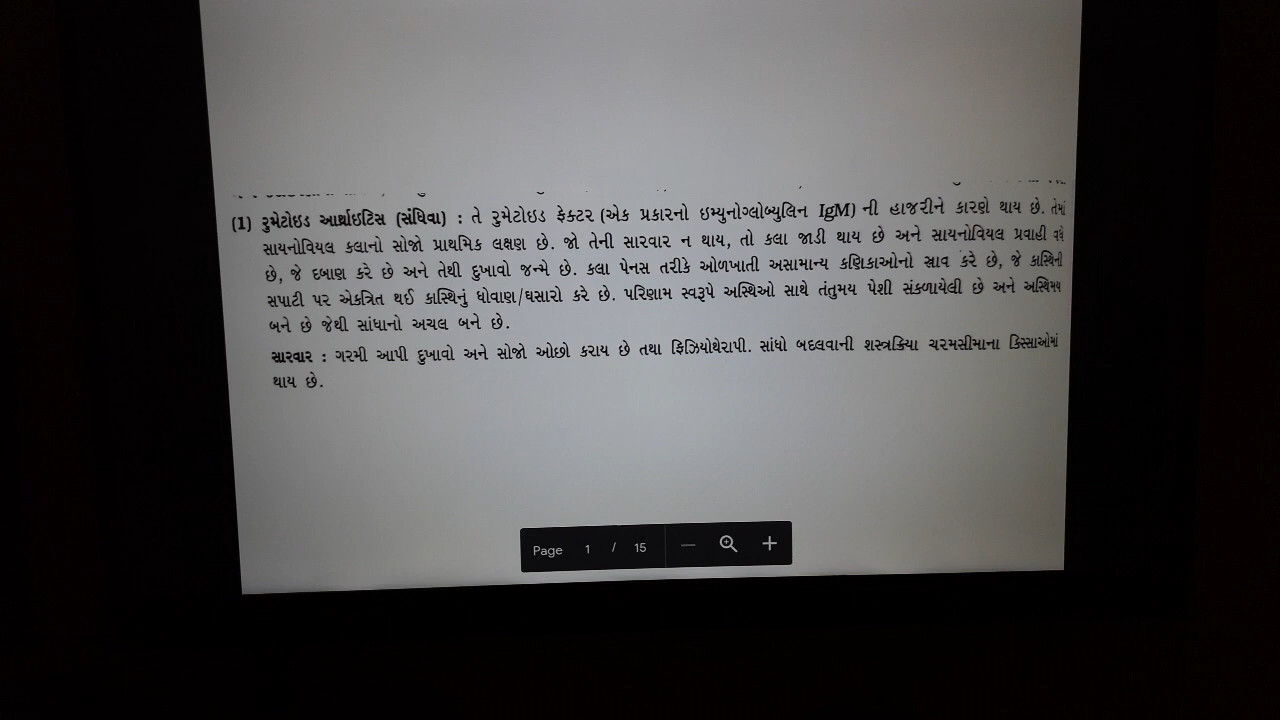 (1) રુમેટોઇડ આર્થ્રાઇટિસ (સંધિવા) : તે રુમેટોઇડ ફેક્ટર (એક પ્રકારનો ઇમ્યુનોગ્લોબ્યુલિન IgM) ની હાજરીને કારણે થાય છે. તેમાં
સાયનોવિયલ કલાનો સોજો પ્રાથમિક લક્ષણ છે. જો તેની સારવાર ન થાય, તો કલા જાડી થાય છે અને સાયનોવિયલ પ્રવાહી વધે
છે, જે દબાણ કરે છે અને તેથી દુખાવો જન્મે છે. કલા પેનસ તરીકે ઓળખાતી અસામાન્ય કણિકાઓનો સ્રાવ કરે છે, જે કાસ્થિની
સપાટી પર એકત્રિત થઈ કાસ્થિનું ધોવાણ/ઘસારો કરે છે. પરિણામ સ્વરૂપે અસ્થિઓ સાથે તંતુમય પેશી સંકળાયેલી છે અને અસ્થિમય
બને છે જેથી સાંધાનો અચલ બને છે.
સારવાર : ગરમી આપી દુખાવો અને સોજો ઓછો કરાય છે તથા ફિઝિયોથેરાપી. સાંધો બદલવાની શસ્ત્રક્રિયા ચરમસીમાના કિસ્સાઓમાં
થાય છે.
Page 1 / 15